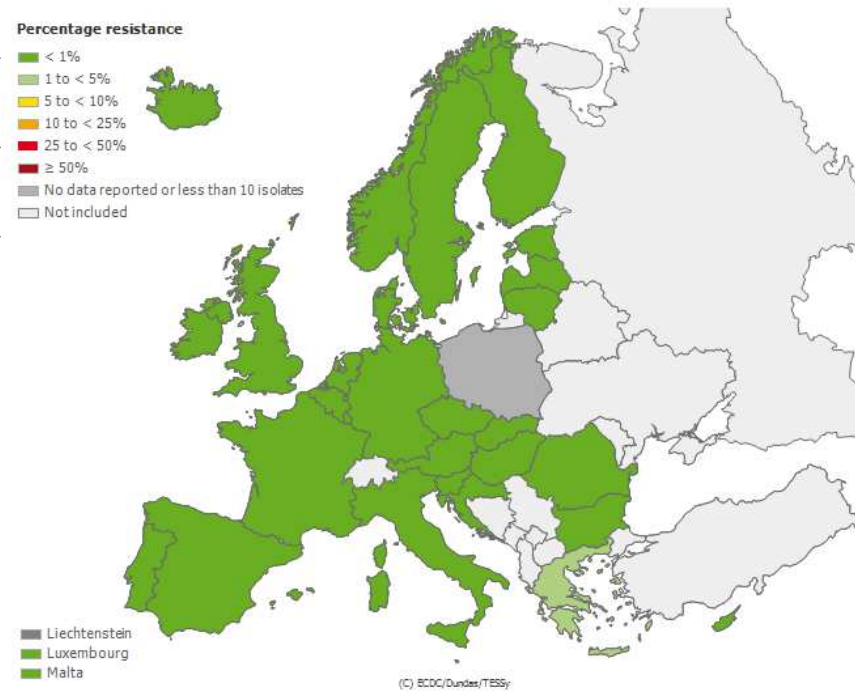 Percentage resistance
< 1%
1 to < 5%
5 to < 10%
10 to < 25%
25 to < 50%
≥ 50%
No data reported or less than 10 isolates
Not included
Liechtenstein
Luxembourg
Malta
(C) ECDC/Dundas/TESSy